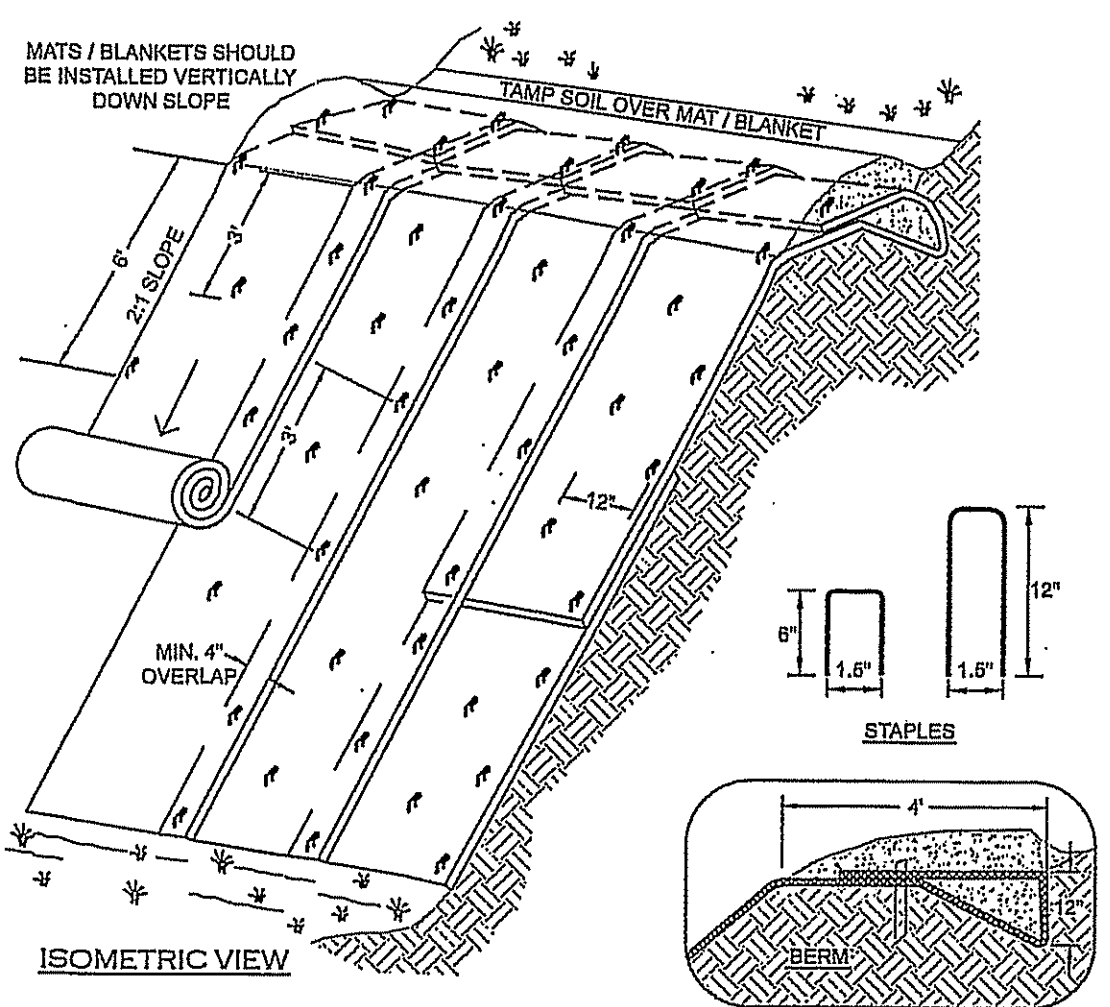 MATS / BLANKETS SHOULD
BE INSTALLED VERTICALLY
DOWN SLOPE
TAMP SOIL OVER MAT / BLANKET
6'
2:1 SLOPE
3'
3'
12"
MIN. 4"
OVERLAP
6"
1.5"
12"
1.5"
STAPLES
4'
12"
BERM
ISOMETRIC VIEW